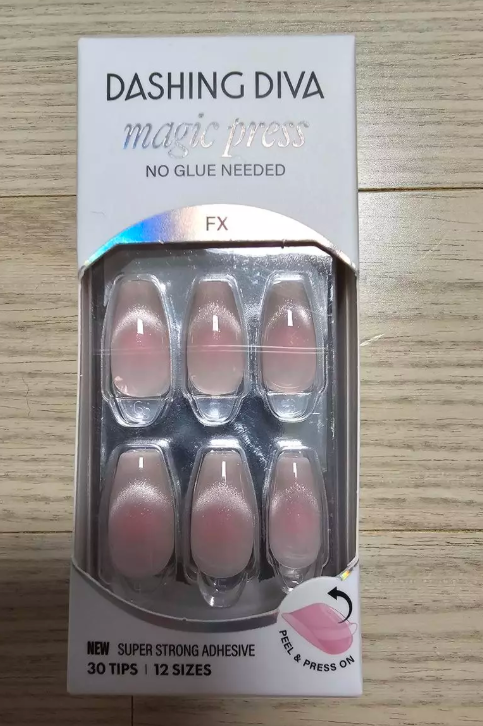 DASHING DIVA
magic press
NO GLUE NEEDED
FX
PEEL & PRESS ON
NEW SUPER STRONG ADHESIVE
30 TIPS | 12 SIZES